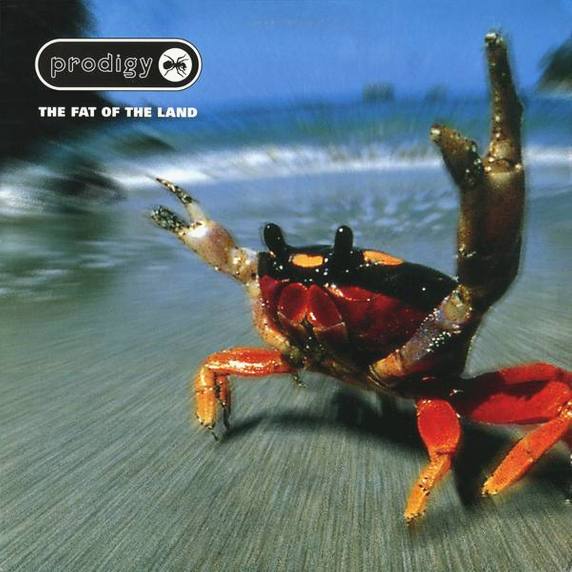 prodigy
THE FAT OF THE LAND